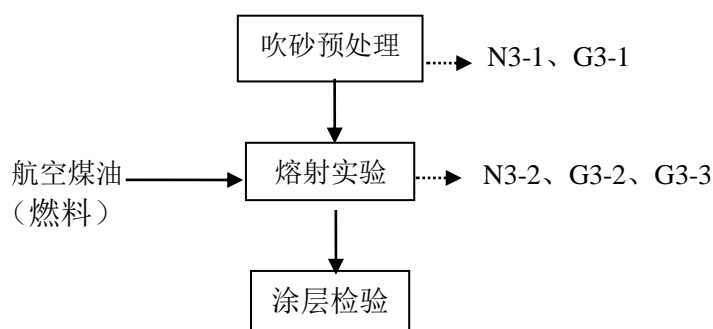 吹砂预处理
N3-1、G3-1
航空煤油
（燃料）
熔射实验
N3-2、G3-2、G3-3
涂层检验